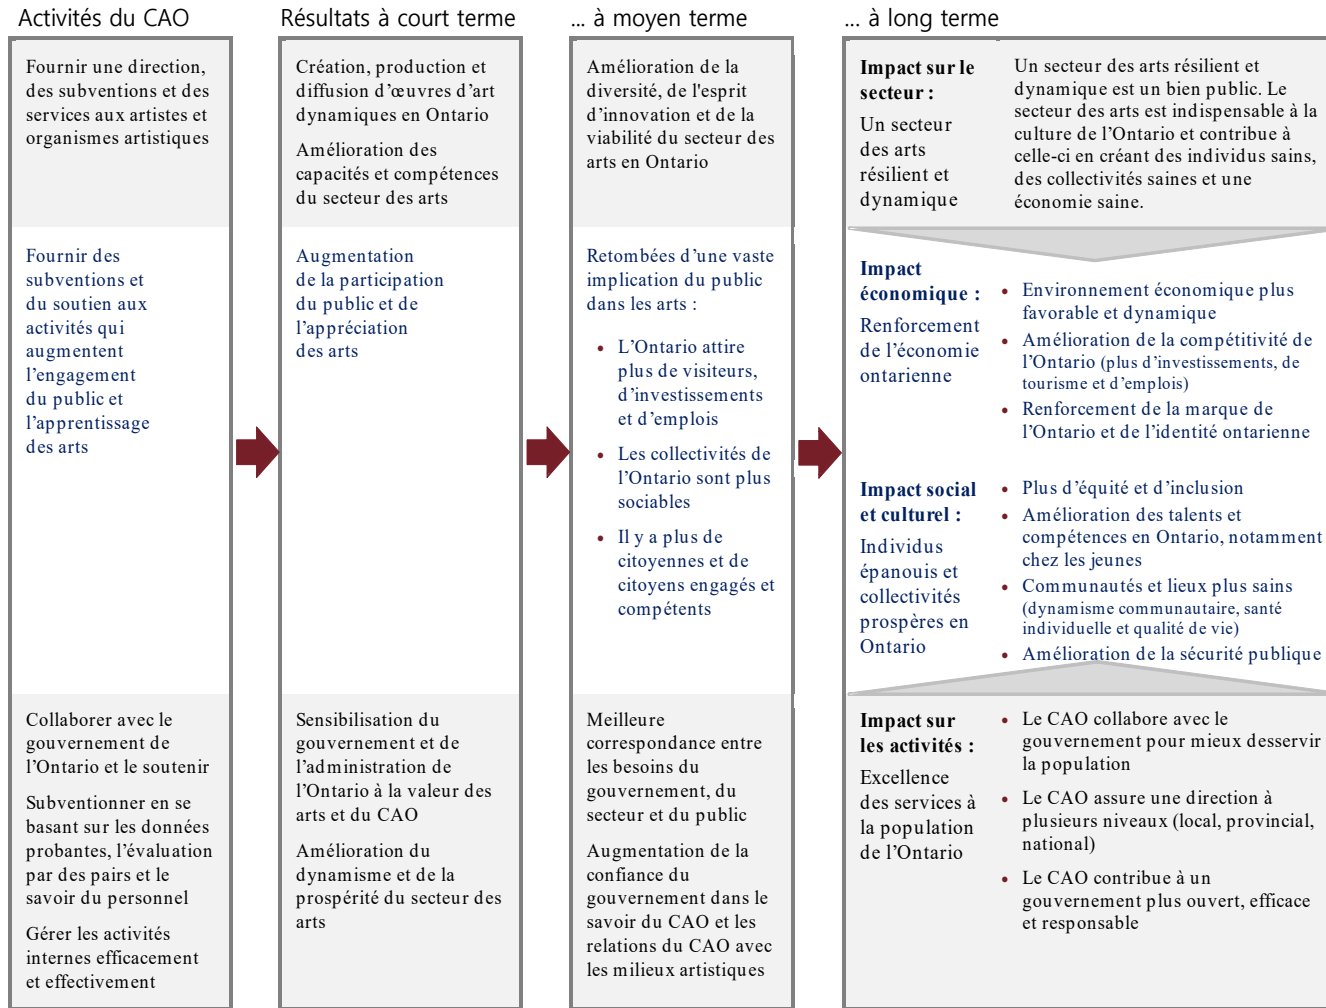 Activités du CAO
Fournir une direction,
des subventions et des
services aux artistes et
organismes artistiques
Fournir des
subventions et
du soutien aux
activités qui
augmentent
l'engagement
du public et
l'apprentissage
des arts
Collaborer avec le
gouvernement de
l'Ontario et le soutenir
Subventionner en se
basant sur les données
probantes, l'évaluation
par des pairs et le
savoir du personnel
Gérer les activités
internes efficacement
et effectivement
Résultats à court terme
Création, production et
diffusion d'œuvres d'art
dynamiques en Ontario
Amélioration des
capacités et compétences
du secteur des arts
Augmentation
de la participation
du public et de
l'appréciation
des arts
Sensibilisation du
gouvernement et de
l'administration de
l'Ontario à la valeur des
arts et du CAO
Amélioration du
dynamisme et de la
prospérité du secteur des
arts
... à moyen terme
Amélioration de la
diversité, de l'esprit
d'innovation et de la
viabilité du secteur des
arts en Ontario
Retombées d'une vaste
implication du public
dans les arts :
• L'Ontario attire
plus de visiteurs,
d'investissements
et d'emplois
• Les collectivités de
l'Ontario sont plus
sociables
• Il y a plus de
citoyennes et de
citoyens engagés et
compétents
Meilleure
correspondance entre
les besoins du
gouvernement, du
secteur et du public
Augmentation de la
confiance du
gouvernement dans le
savoir du CAO et les
relations du CAO avec
les milieux artistiques
... à long terme
Impact sur le
secteur :
Un secteur
des arts
résilient et
dynamique
Un secteur des arts résilient et
dynamique est un bien public. Le
secteur des arts est indispensable à la
culture de l'Ontario et contribue à
celle-ci en créant des individus sains,
des collectivités saines et une
économie saine.
Impact
économique :
Renforcement
de l'économie
ontarienne
• Environnement économique plus
favorable et dynamique
• Amélioration de la compétitivité de
l'Ontario (plus d'investissements, de
tourisme et d'emplois)
• Renforcement de la marque de
l'Ontario et de l'identité ontarienne
Impact social
et culturel :
Individus
épanouis et
collectivités
prospères en
Ontario
• Plus d'équité et d'inclusion
• Amélioration des talents et
compétences en Ontario, notamment
chez les jeunes
• Communautés et lieux plus sains
(dynamisme communautaire, santé
individuelle et qualité de vie)
• Amélioration de la sécurité publique
Impact sur
les activités :
Excellence
des services à
la population
de l'Ontario
• Le CAO collabore avec le
gouvernement pour mieux desservir
la population
• Le CAO assure une direction à
plusieurs niveaux (local, provincial,
national)
• Le CAO contribue à un
gouvernement plus ouvert, efficace
et responsable